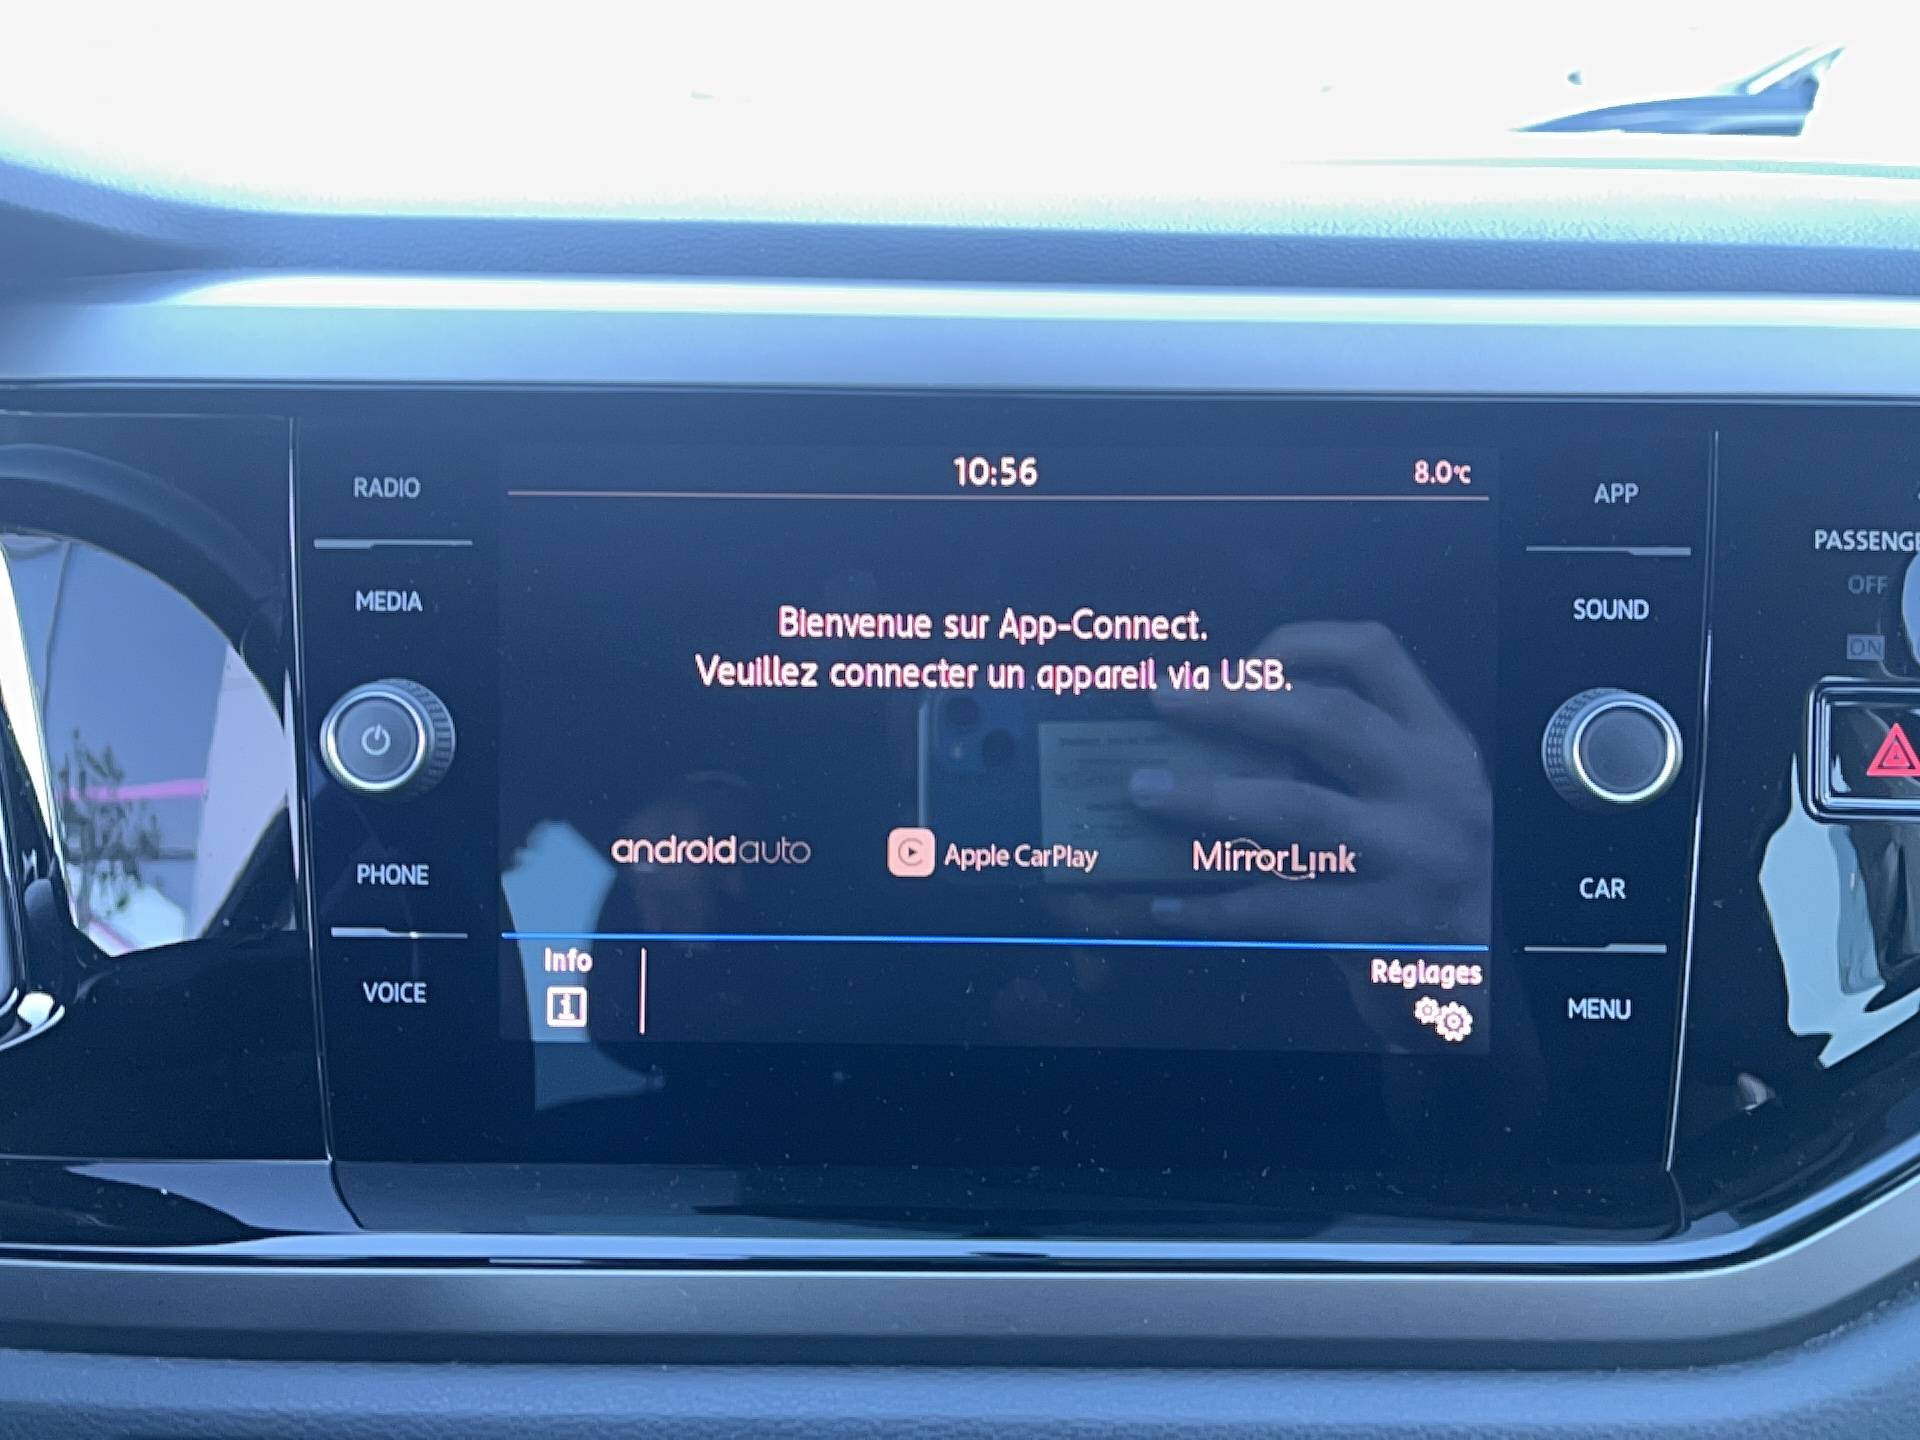 10:56
8.0°C
RADIO
MEDIA
PHONE
VOICE
Bienvenue sur App-Connect.
Veuillez connecter un appareil via USB.
androidauto
Apple CarPlay
MirrorLink
Info
Réglages
APP
SOUND
CAR
MENU
PASSENGE
OFF
ON